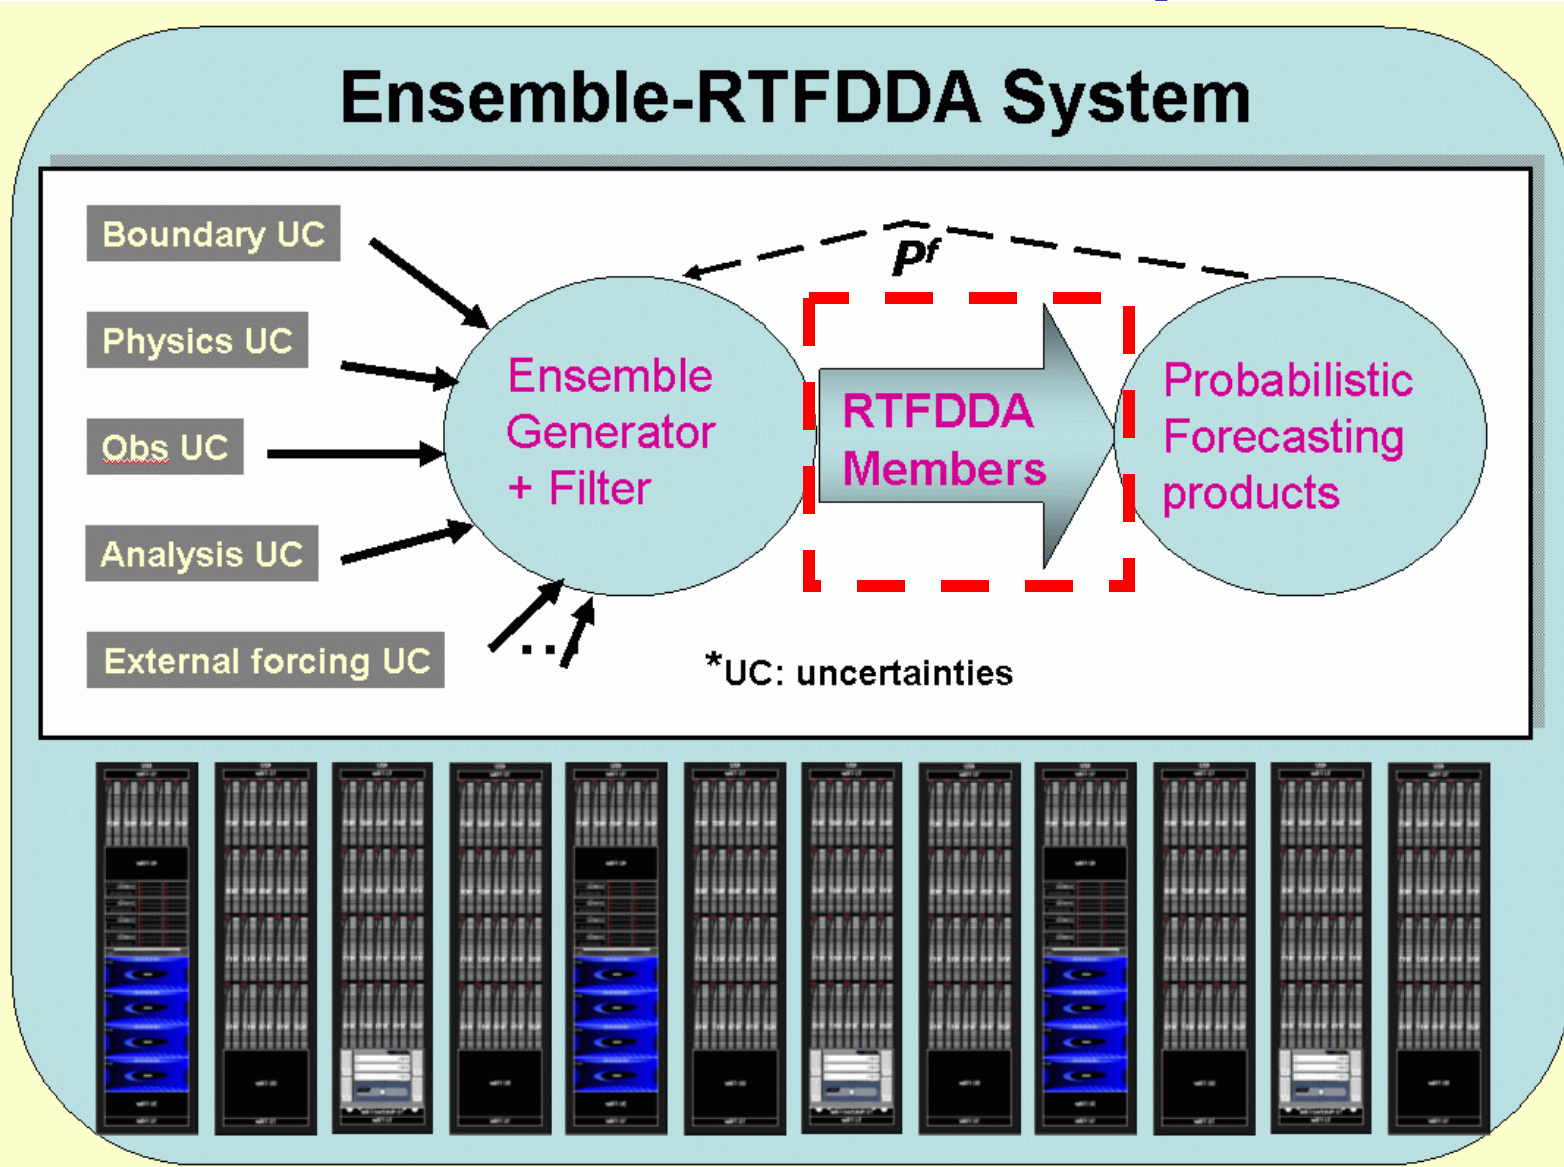 Ensemble-RTFDDA System
Boundary UC
Physics UC
Obs UC
Analysis UC
External forcing UC
Ensemble
Generator
+ Filter
Pf
RTFDDA
Members
Probabilistic
Forecasting
products
...
*UC: uncertainties